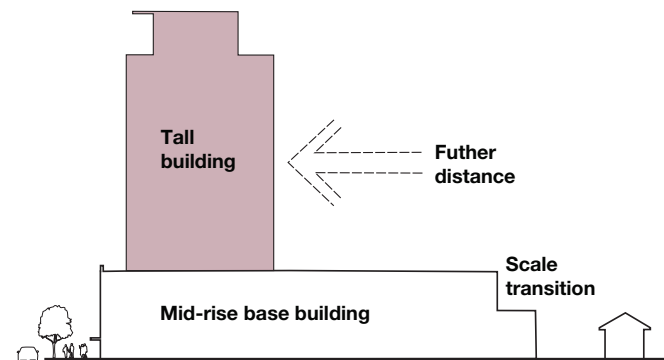 Tall
building
Futher
distance
Scale
transition
Mid-rise base building